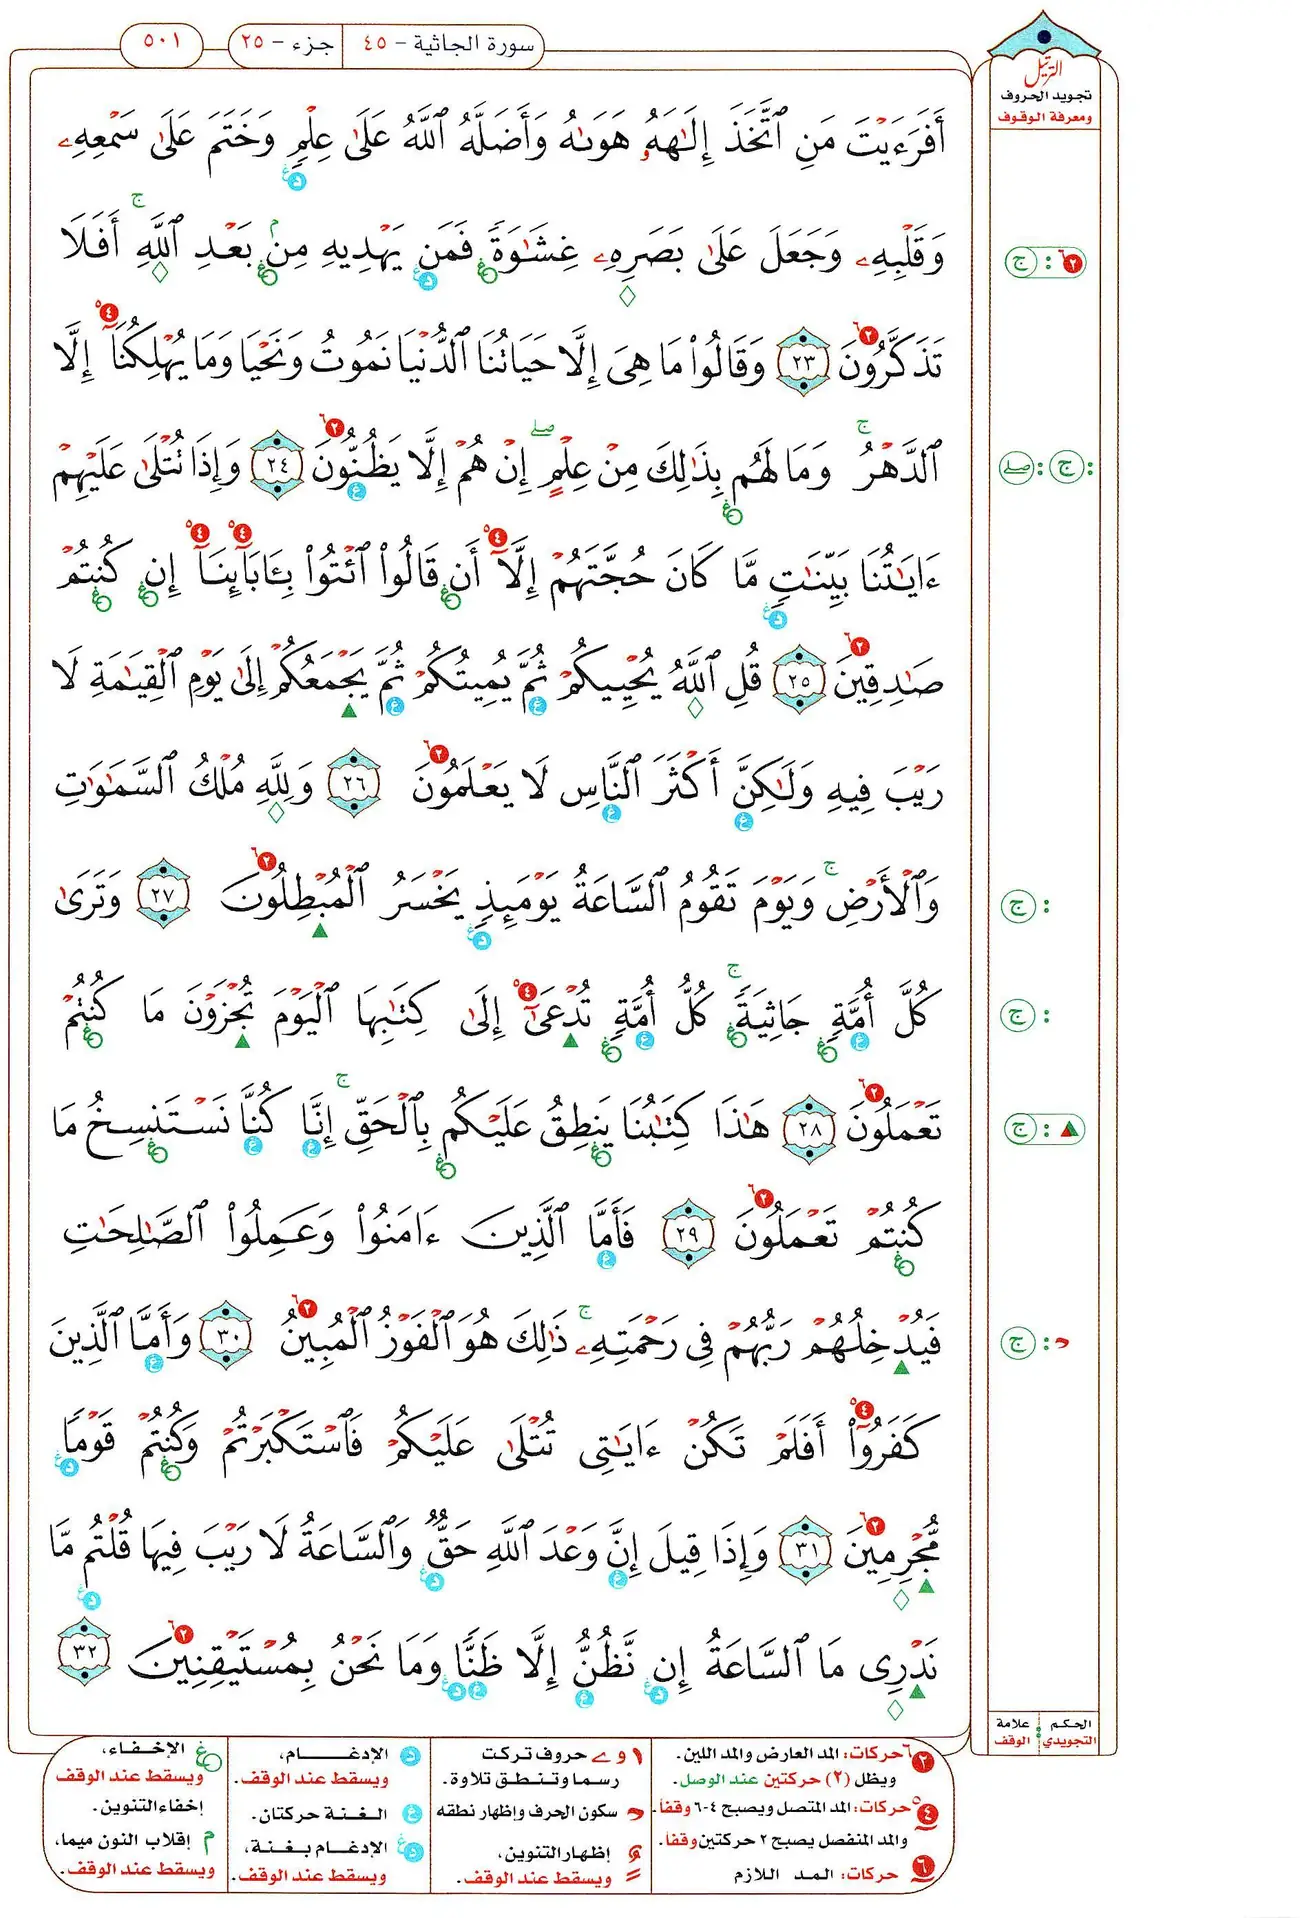 سورة الجاثية - ٤٥
جزء - ٢٥
٥٠١
الترتيل
تجويد الحروف
ومعرفة الوقوف
أَفَرَءَيْتَ مَنِ ٱتَّخَذَ إِلَـٰهَهُۥ هَوَىٰهُ وَأَضَلَّهُ ٱللَّهُ عَلَىٰ عِلْمٍ وَخَتَمَ عَلَىٰ سَمْعِهِۦ
وَقَلْبِهِۦ وَجَعَلَ عَلَىٰ بَصَرِهِۦ غِشَـٰوَةً فَمَن يَهْدِيهِ مِنۢ بَعْدِ ٱللَّهِ ۚ أَفَلَا
تَذَكَّرُونَ ٢٣ وَقَالُوا۟ مَا هِىَ إِلَّا حَيَاتُنَا ٱلدُّنْيَا نَمُوتُ وَنَحْيَا وَمَا يُهْلِكُنَآ إِلَّا
ٱلدَّهْرُ ۚ وَمَا لَهُم بِذَٰلِكَ مِنْ عِلْمٍ ۖ إِنْ هُمْ إِلَّا يَظُنُّونَ ٢٤ وَإِذَا تُتْلَىٰ عَلَيْهِمْ
ءَايَـٰتُنَا بَيِّنَـٰتٍ مَّا كَانَ حُجَّتَهُمْ إِلَّآ أَن قَالُوا۟ ٱئْتُوا۟ بِـَٔابَآئِنَآ إِن كُنتُمْ
صَـٰدِقِينَ ٢٥ قُلِ ٱللَّهُ يُحْيِيكُمْ ثُمَّ يُمِيتُكُمْ ثُمَّ يَجْمَعُكُمْ إِلَىٰ يَوْمِ ٱلْقِيَـٰمَةِ لَا
رَيْبَ فِيهِ وَلَـٰكِنَّ أَكْثَرَ ٱلنَّاسِ لَا يَعْلَمُونَ ٢٦ وَلِلَّهِ مُلْكُ ٱلسَّمَـٰوَٰتِ
وَٱلْأَرْضِ ۚ وَيَوْمَ تَقُومُ ٱلسَّاعَةُ يَوْمَئِذٍ يَخْسَرُ ٱلْمُبْطِلُونَ ٢٧ وَتَرَىٰ
كُلَّ أُمَّةٍ جَاثِيَةً ۚ كُلُّ أُمَّةٍ تُدْعَىٰٓ إِلَىٰ كِتَـٰبِهَا ٱلْيَوْمَ تُجْزَوْنَ مَا كُنتُمْ
تَعْمَلُونَ ٢٨ هَـٰذَا كِتَـٰبُنَا يَنطِقُ عَلَيْكُم بِٱلْحَقِّ ۚ إِنَّا كُنَّا نَسْتَنسِخُ مَا
كُنتُمْ تَعْمَلُونَ ٢٩ فَأَمَّا ٱلَّذِينَ ءَامَنُوا۟ وَعَمِلُوا۟ ٱلصَّـٰلِحَـٰتِ
فَيُدْخِلُهُمْ رَبُّهُمْ فِى رَحْمَتِهِۦ ۚ ذَٰلِكَ هُوَ ٱلْفَوْزُ ٱلْمُبِينُ ٣٠ وَأَمَّا ٱلَّذِينَ
كَفَرُوٓا۟ أَفَلَمْ تَكُنْ ءَايَـٰتِى تُتْلَىٰ عَلَيْكُمْ فَٱسْتَكْبَرْتُمْ وَكُنتُمْ قَوْمًا
مُّجْرِمِينَ ٣١ وَإِذَا قِيلَ إِنَّ وَعْدَ ٱللَّهِ حَقٌّ وَٱلسَّاعَةُ لَا رَيْبَ فِيهَا قُلْتُم مَّا
نَدْرِى مَا ٱلسَّاعَةُ إِن نَّظُنُّ إِلَّا ظَنًّا وَمَا نَحْنُ بِمُسْتَيْقِنِينَ ٣٢
٢ : ج
ج : صلے :
ج :
ج :
ج :
ج :
الحكم التجويدي : علامة الوقف
٢ ٦ حركات: المد العارض والمد اللين.
ويظل (٢) حركتين عند الوصل.
٤ ٥ حركات: المد المتصل ويصبح ٤-٦ وقفاً.
والمد المنفصل يصبح ٢ حركتين وقفاً.
٦ حركات: المد اللازم
ا و ے حروف تركت
رسما وتنطق تلاوة.
سكون الحرف وإظهار نطقه
إظهار التنوين،
ويسقط عند الوقف.
د الإدغام،
ويسقط عند الوقف.
غ الغنة حركتان.
د الإدغام بغنة،
ويسقط عند الوقف.
الإخفاء،
ويسقط عند الوقف
إخفاء التنوين.
م إقلاب النون ميما،
ويسقط عند الوقف.